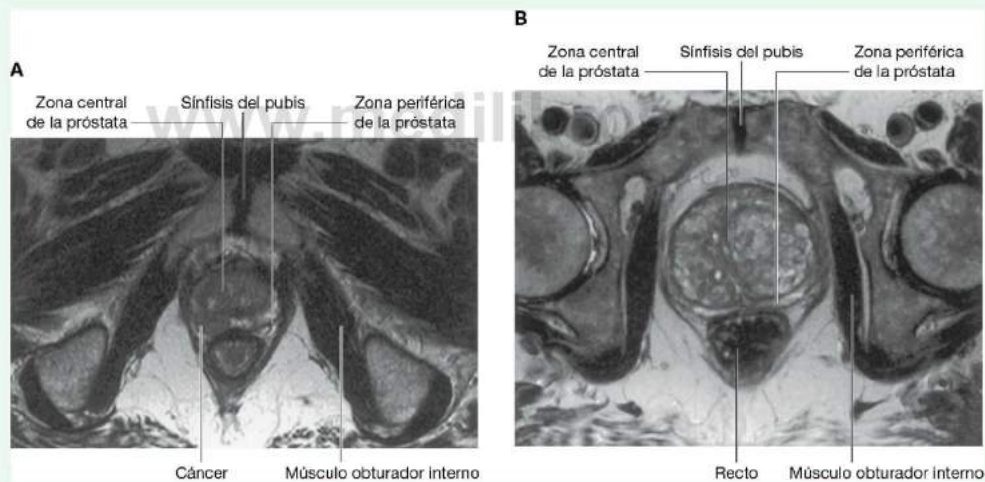 A
Zona central
de la próstata
Sínfisis del pubis
Zona periférica
de la próstata
Cáncer
Músculo obturador interno
B
Zona central
de la próstata
Sínfisis del pubis
Zona periférica
de la próstata
Recto
Músculo obturador interno